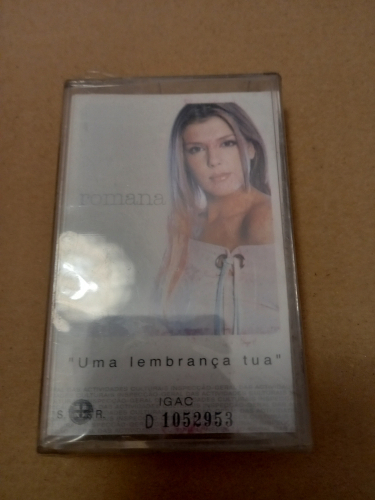 romana
"Uma lembrança tua"
IGAC
S. R.
D 1052953